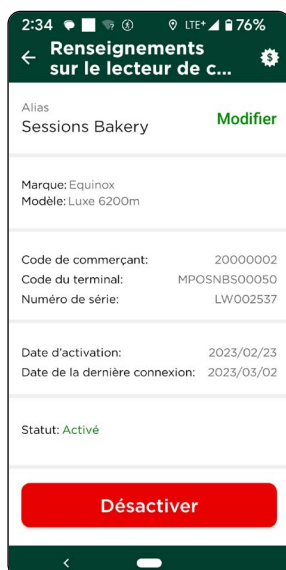 2:34 LTE+ 76%
Renseignements
sur le lecteur de c...
Alias
Sessions Bakery
Modifier
Marque: Equinox
Modèle: Luxe 6200m
Code de commerçant: 20000002
Code du terminal: MPOSNBS00050
Numéro de série: LW002537
Date d'activation: 2023/02/23
Date de la dernière connexion: 2023/03/02
Statut: Activé
Désactiver